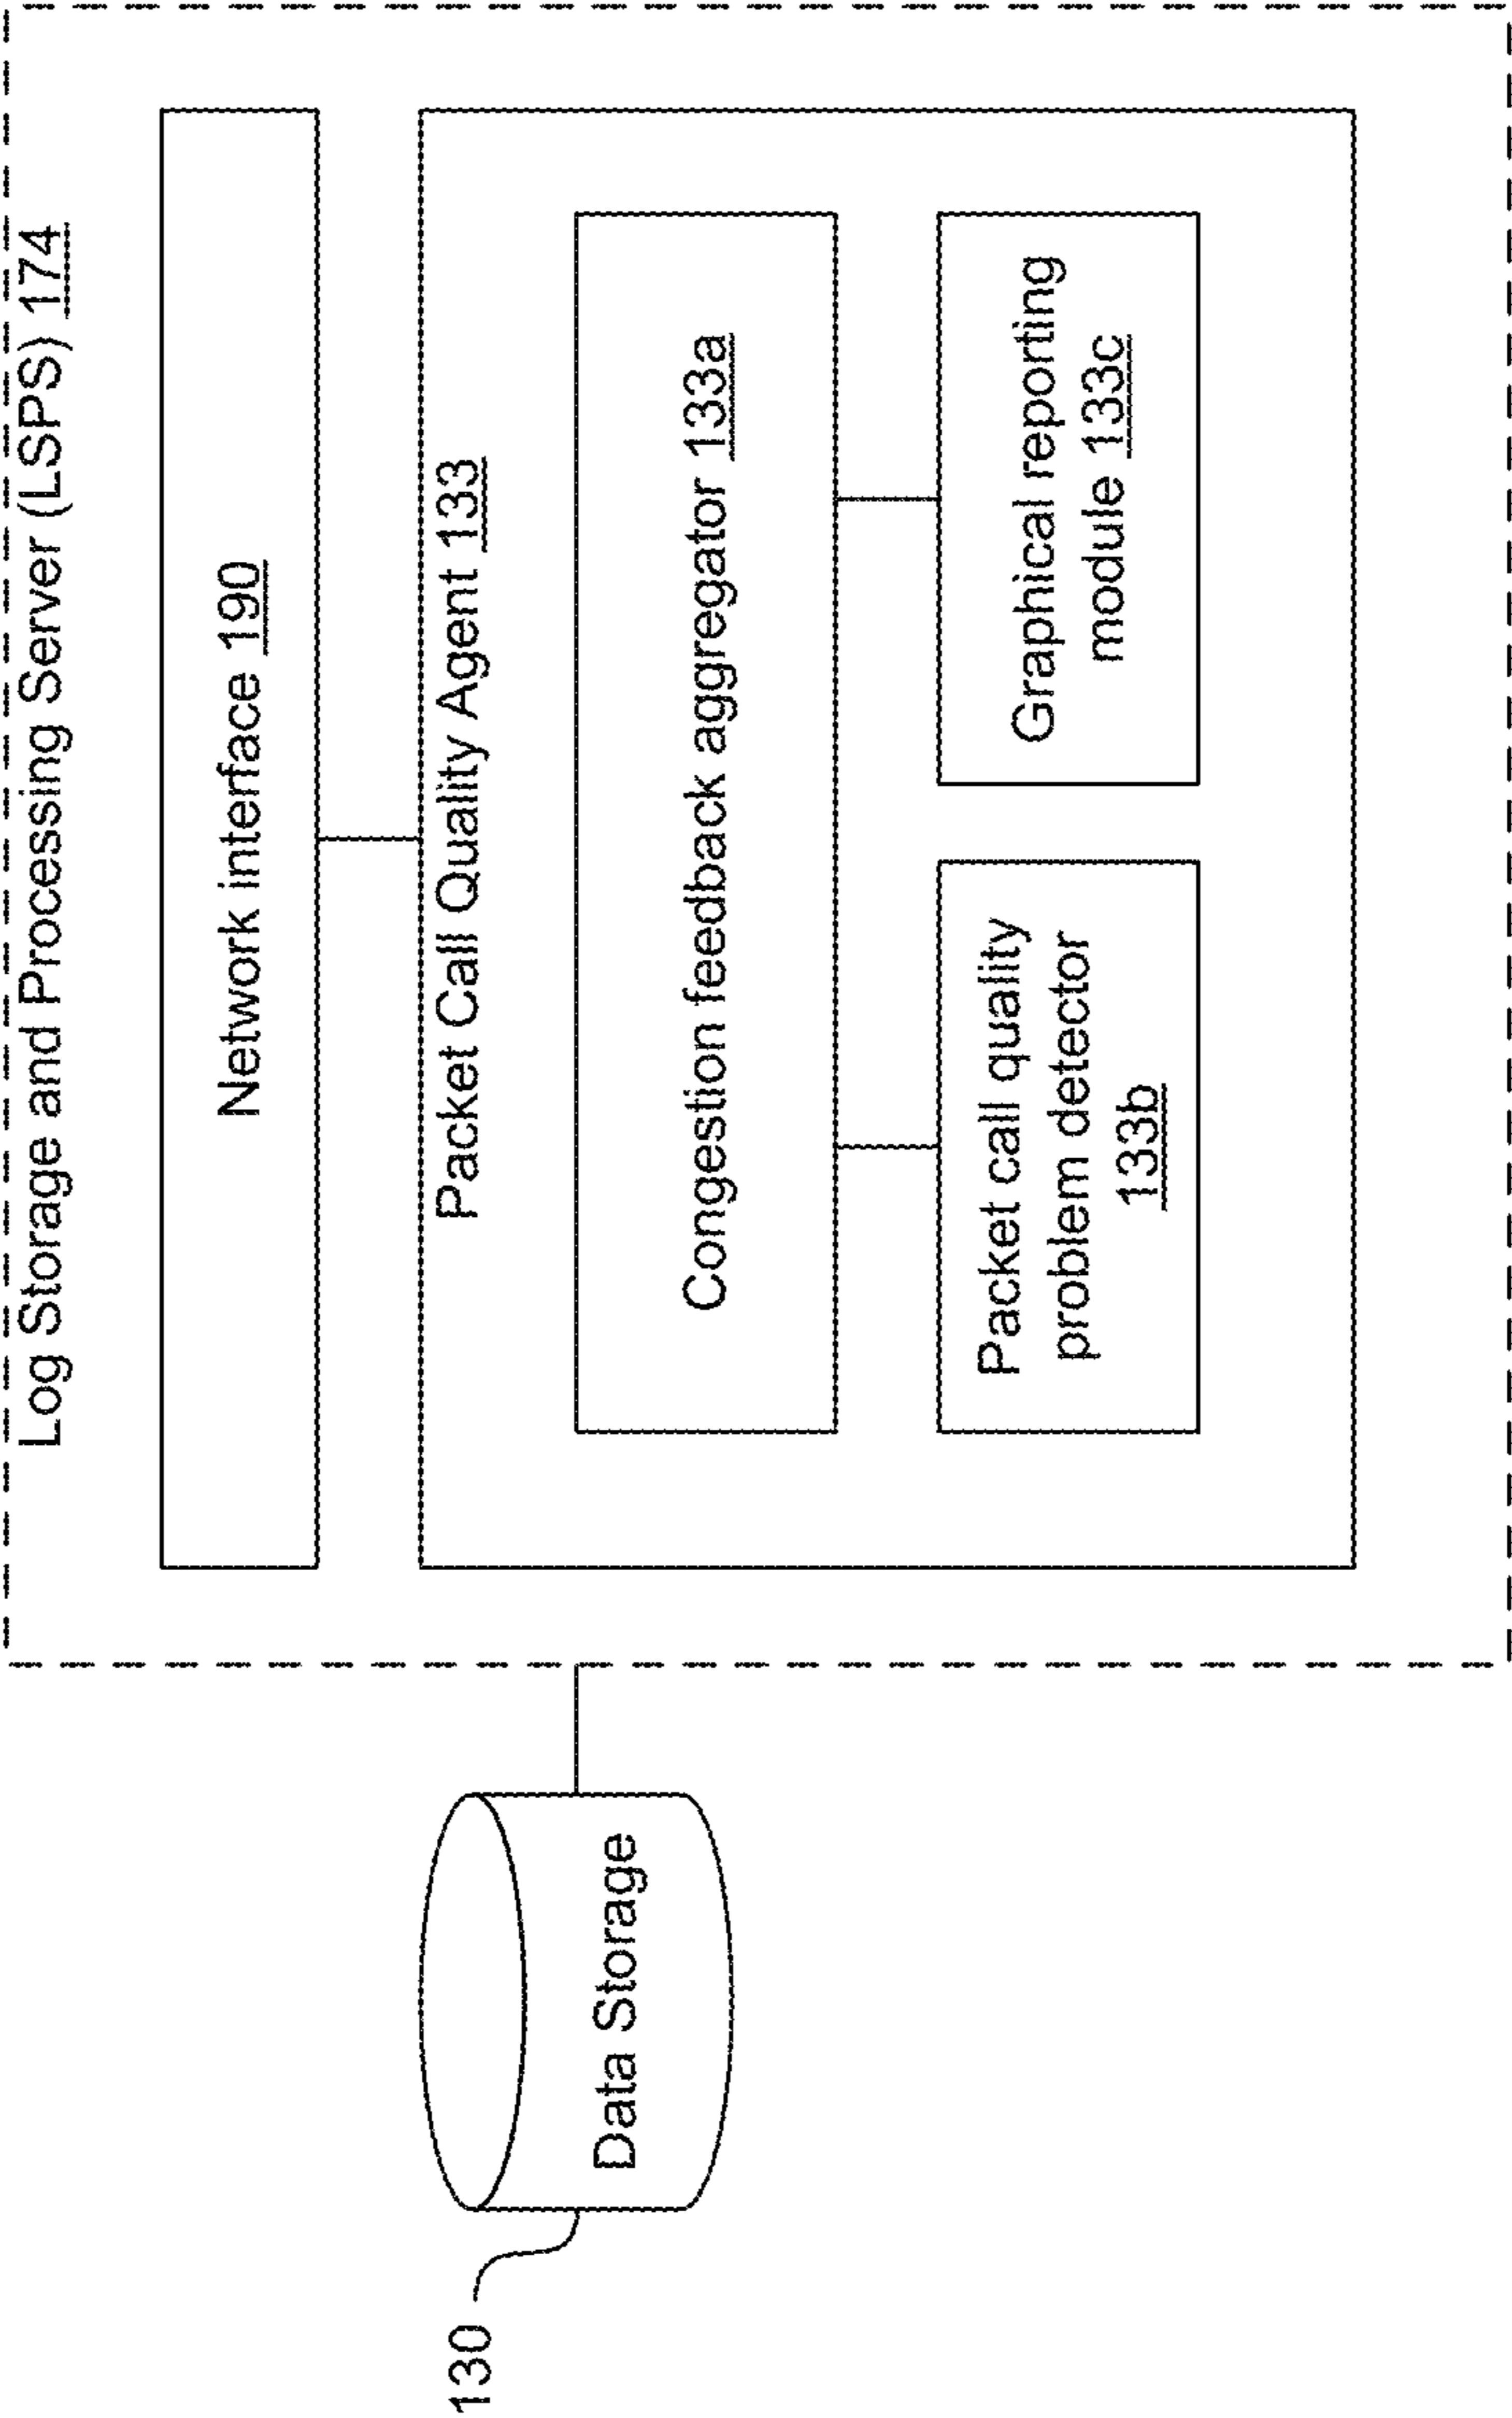 Log Storage and Processing Server (LSPS) 174
Network interface 190
Packet Call Quality Agent 133
Congestion feedback aggregator 133a
Packet call quality
problem detector
133b
Graphical reporting
module 133c
Data Storage
130